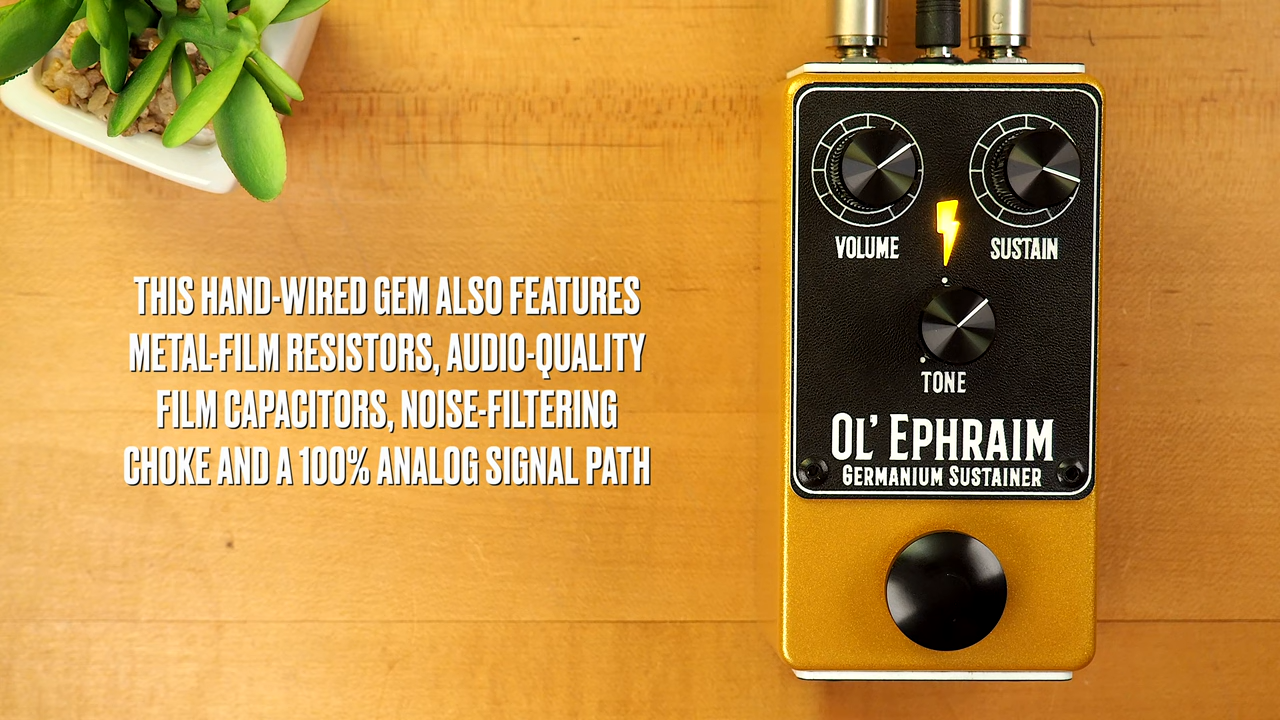 THIS HAND-WIRED GEM ALSO FEATURES
METAL-FILM RESISTORS, AUDIO-QUALITY
FILM CAPACITORS, NOISE-FILTERING
CHOKE AND A 100% ANALOG SIGNAL PATH
VOLUME
SUSTAIN
TONE
OL' EPHRAIM
GERMANIUM SUSTAINER